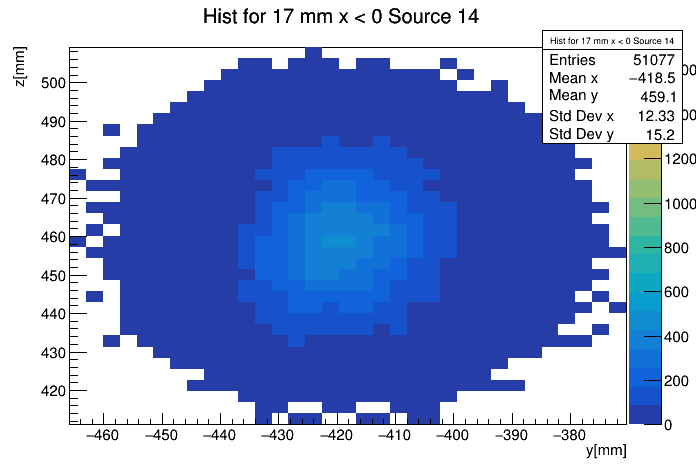 Hist for 17 mm x < 0 Source 14
Hist for 17 mm x < 0 Source 14
Entries 51077
Mean x −418.5
Mean y 459.1
Std Dev x 12.33
Std Dev y 15.2
z[mm]
500
490
480
470
460
450
440
430
420
1200
1000
800
600
400
200
0
−460 −450 −440 −430 −420 −410 −400 −390 −380
y[mm]